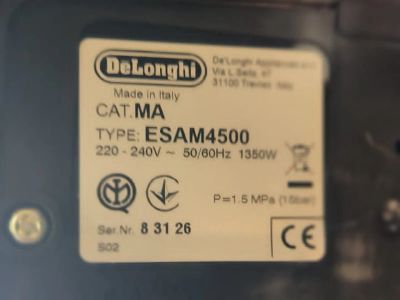 DeLonghi
De'Longhi Appliances
Via L.Seitz, 47
31100 Treviso Italy
Made in Italy
CAT.MA
TYPE: ESAM4500
220 - 240V ~ 50/60Hz 1350W
P=1.5 MPa (15bar)
Ser.Nr. 8 31 26
S02
CE